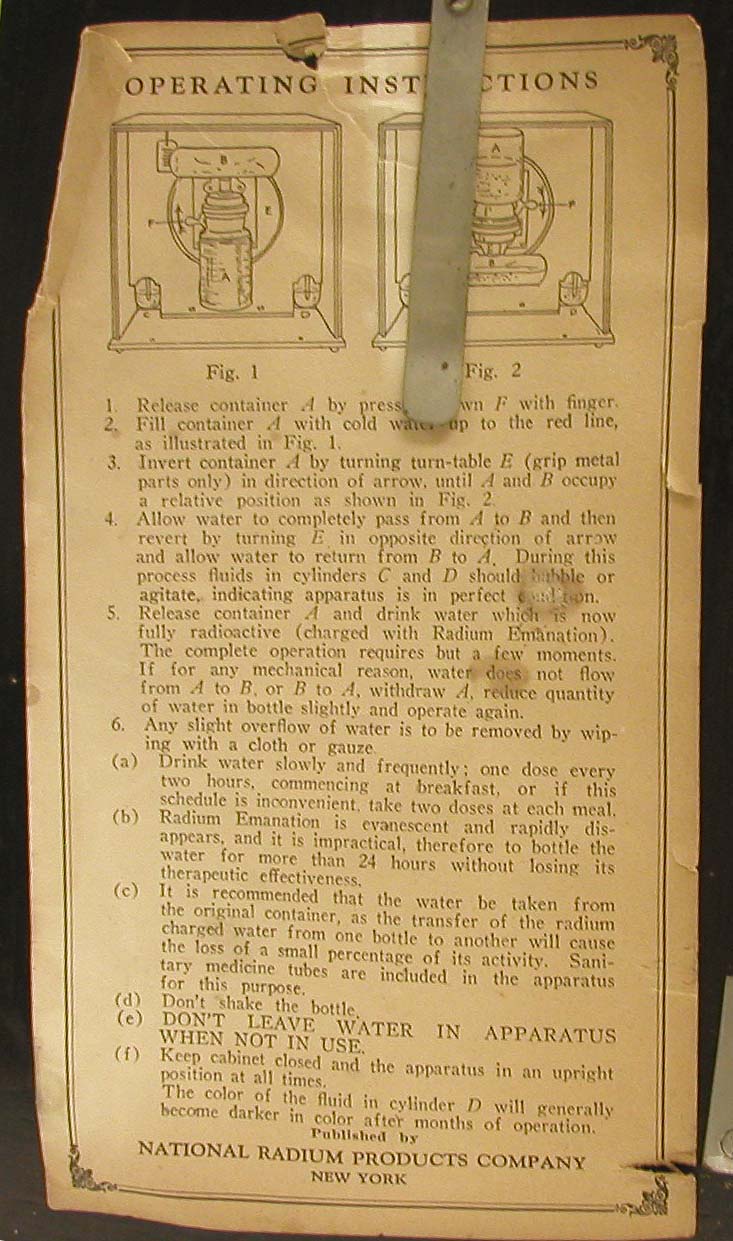 OPERATING INST CTIONS
B
E
F
A
C
D
A
F
B
D
Fig. 1
Fig. 2
1. Release container A by press wn F with finger.
2. Fill container A with cold water up to the red line,
as illustrated in Fig. 1.
3. Invert container A by turning turn-table E (grip metal
parts only) in direction of arrow, until A and B occupy
a relative position as shown in Fig. 2.
4. Allow water to completely pass from A to B and then
revert by turning E in opposite direction of arrow
and allow water to return from B to A. During this
process fluids in cylinders C and D should bubble or
agitate, indicating apparatus is in perfect condition.
5. Release container A and drink water which is now
fully radioactive (charged with Radium Emanation).
The complete operation requires but a few moments.
If for any mechanical reason, water does not flow
from A to B, or B to A, withdraw A, reduce quantity
of water in bottle slightly and operate again.
6. Any slight overflow of water is to be removed by wip-
ing with a cloth or gauze.
(a) Drink water slowly and frequently; one dose every
two hours, commencing at breakfast, or if this
schedule is inconvenient, take two doses at each meal.
(b) Radium Emanation is evanescent and rapidly dis-
appears, and it is impractical, therefore to bottle the
water for more than 24 hours without losing its
therapeutic effectiveness.
(c) It is recommended that the water be taken from
the original container, as the transfer of the radium
charged water from one bottle to another will cause
the loss of a small percentage of its activity. Sani-
tary medicine tubes are included in the apparatus
for this purpose.
(d) Don't shake the bottle.
(e) DON'T LEAVE WATER IN APPARATUS
WHEN NOT IN USE.
(f) Keep cabinet closed and the apparatus in an upright
position at all times.
The color of the fluid in cylinder D will generally
become darker in color after months of operation.
Published by
NATIONAL RADIUM PRODUCTS COMPANY
NEW YORK